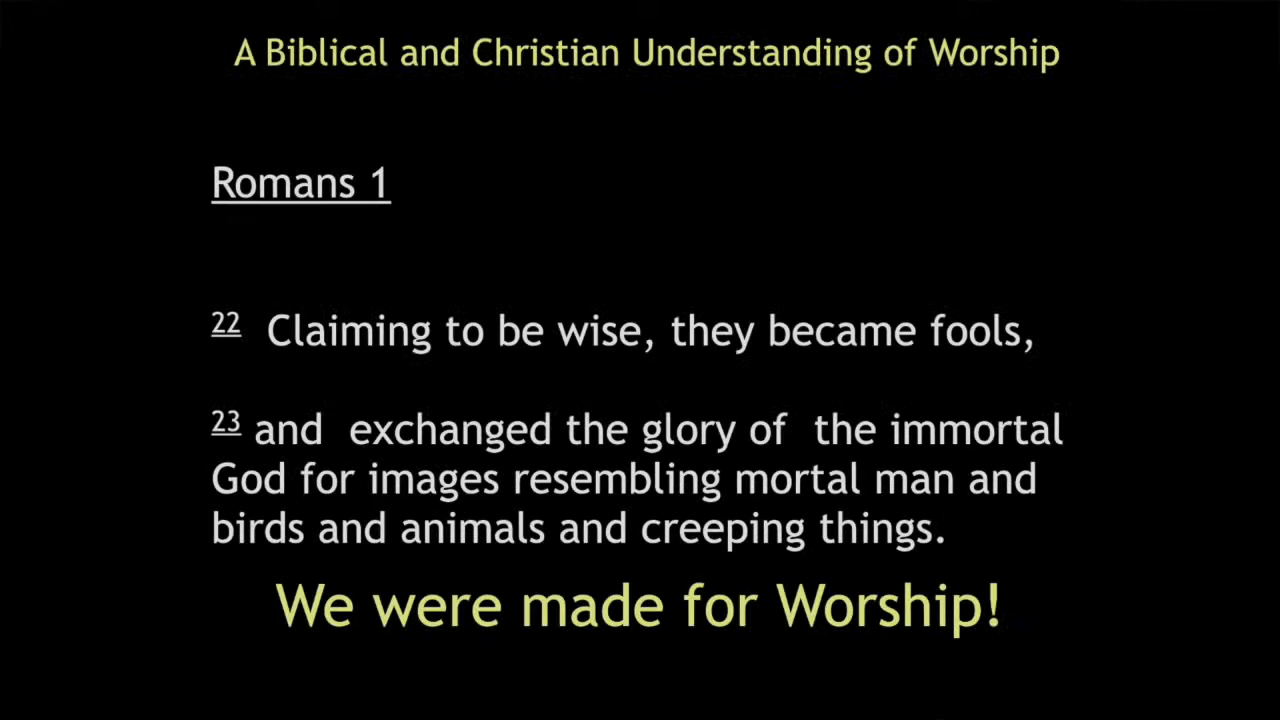 A Biblical and Christian Understanding of Worship
Romans 1
22 Claiming to be wise, they became fools,
23 and exchanged the glory of the immortal
God for images resembling mortal man and
birds and animals and creeping things.
We were made for Worship!